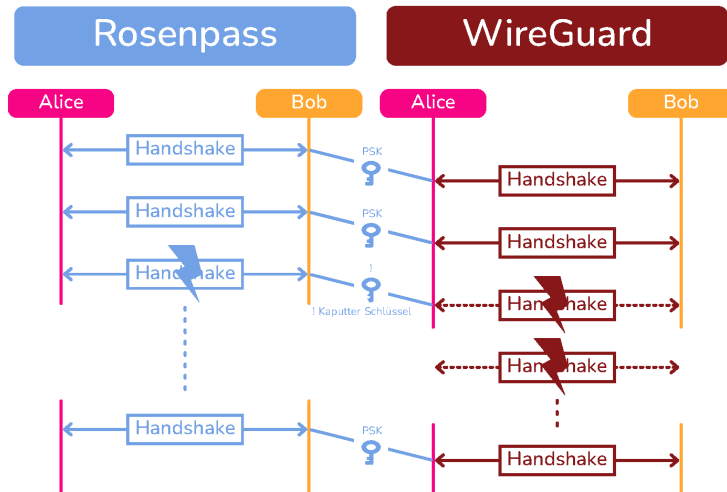 Rosenpass
WireGuard
Alice
Bob
Alice
Bob
Handshake
PSK
Handshake
Handshake
PSK
Handshake
Handshake
!
! Kaputter Schlüssel
Handshake
Handshake
Handshake
PSK
Handshake